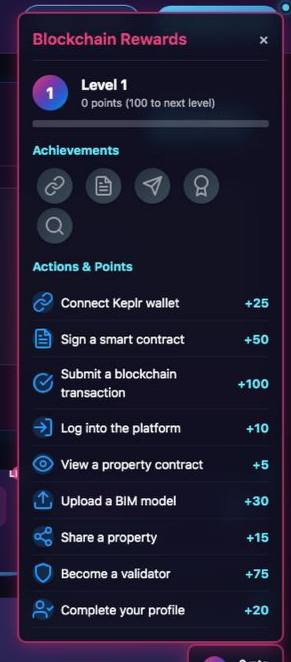 Blockchain Rewards ×
1 Level 1
0 points (100 to next level)
Achievements
Actions & Points
Connect Keplr wallet +25
Sign a smart contract +50
Submit a blockchain
transaction +100
Log into the platform +10
View a property contract +5
Upload a BIM model +30
Share a property +15
Become a validator +75
Complete your profile +20